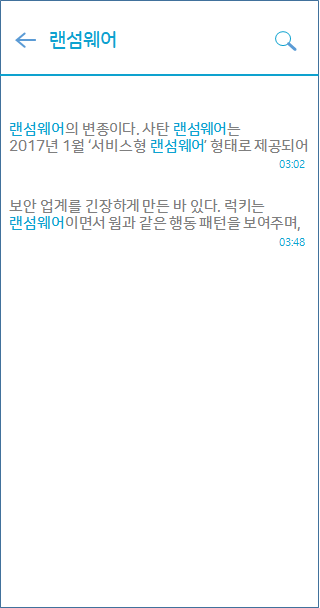 랜섬웨어
랜섬웨어의 변종이다. 사탄 랜섬웨어는
2017년 1월 ‘서비스형 랜섬웨어’ 형태로 제공되어
03:02
보안 업계를 긴장하게 만든 바 있다. 럭키는
랜섬웨어이면서 웜과 같은 행동 패턴을 보여주며,
03:48